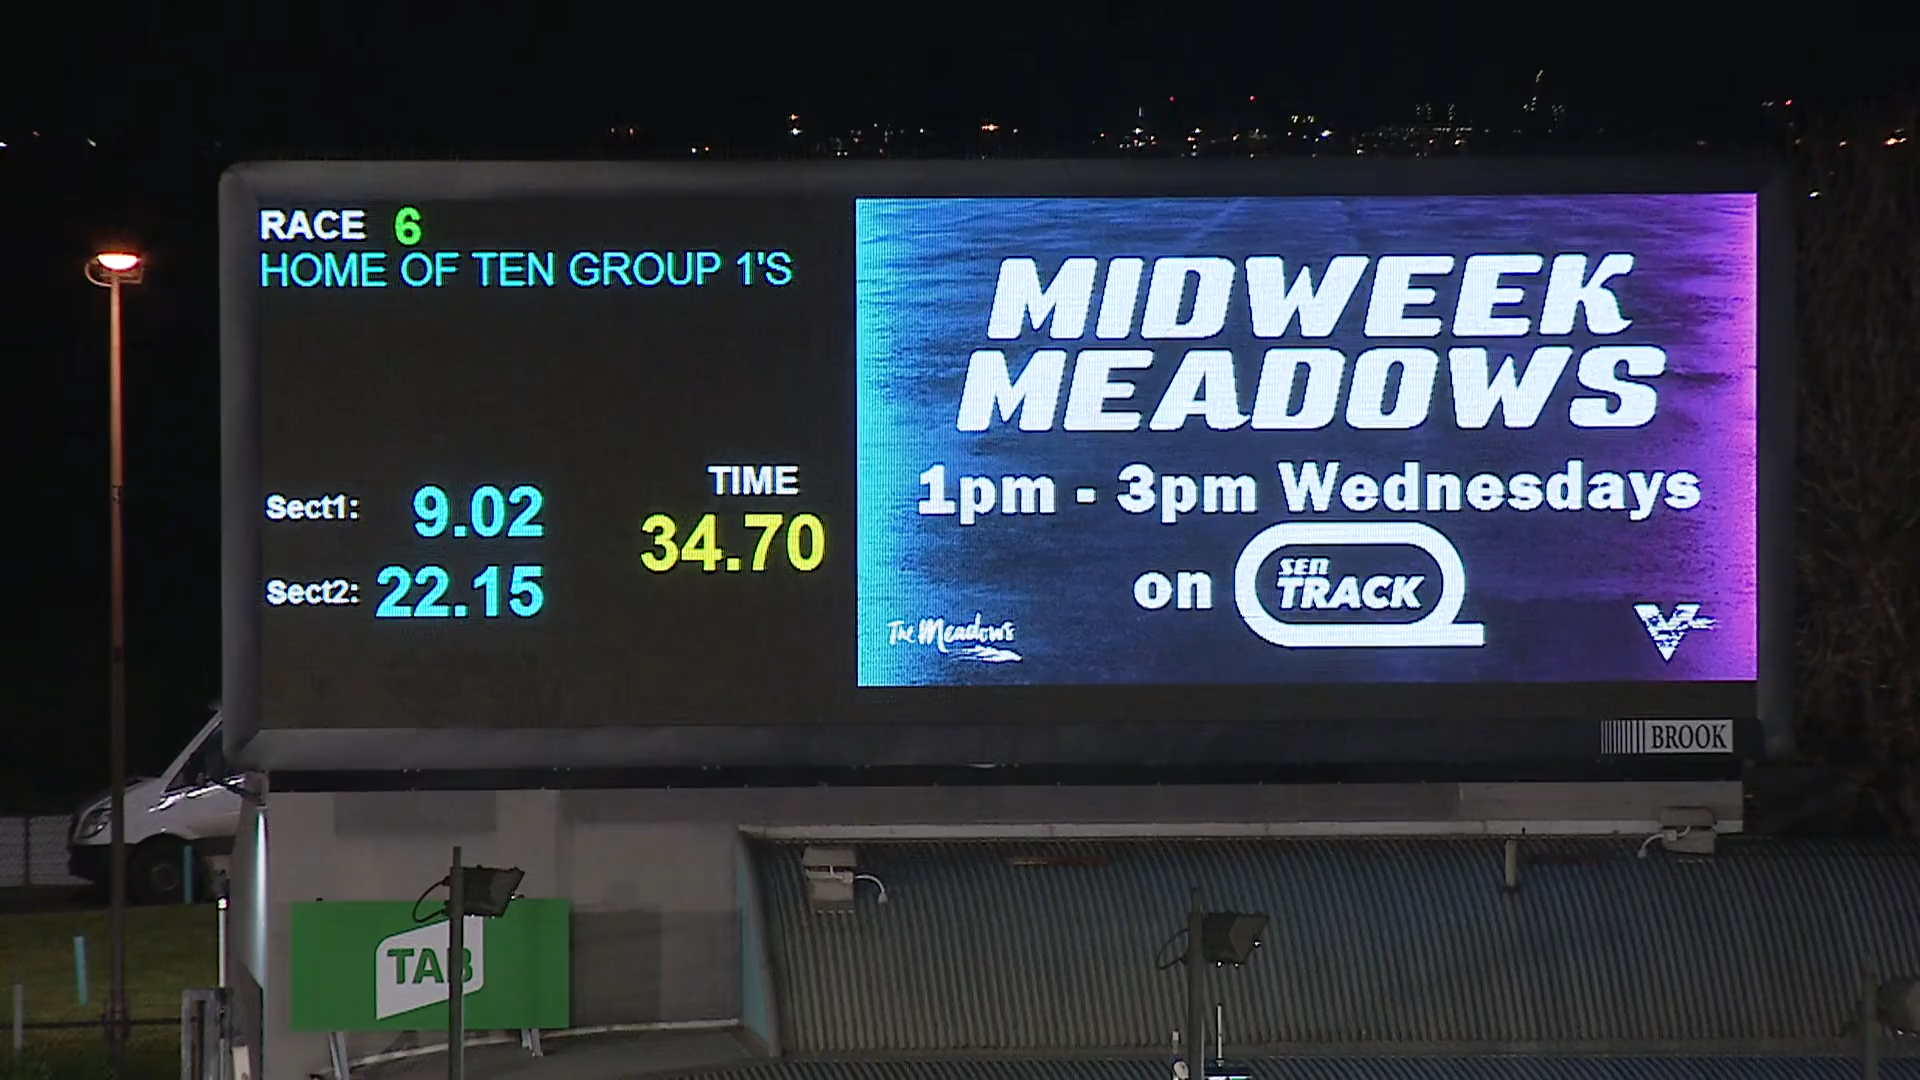 RACE 6
HOME OF TEN GROUP 1'S
TIME
Sect1: 9.02
34.70
Sect2: 22.15
MIDWEEK
MEADOWS
1pm - 3pm Wednesdays
on SEN TRACK
The Meadows
BROOK
TAB